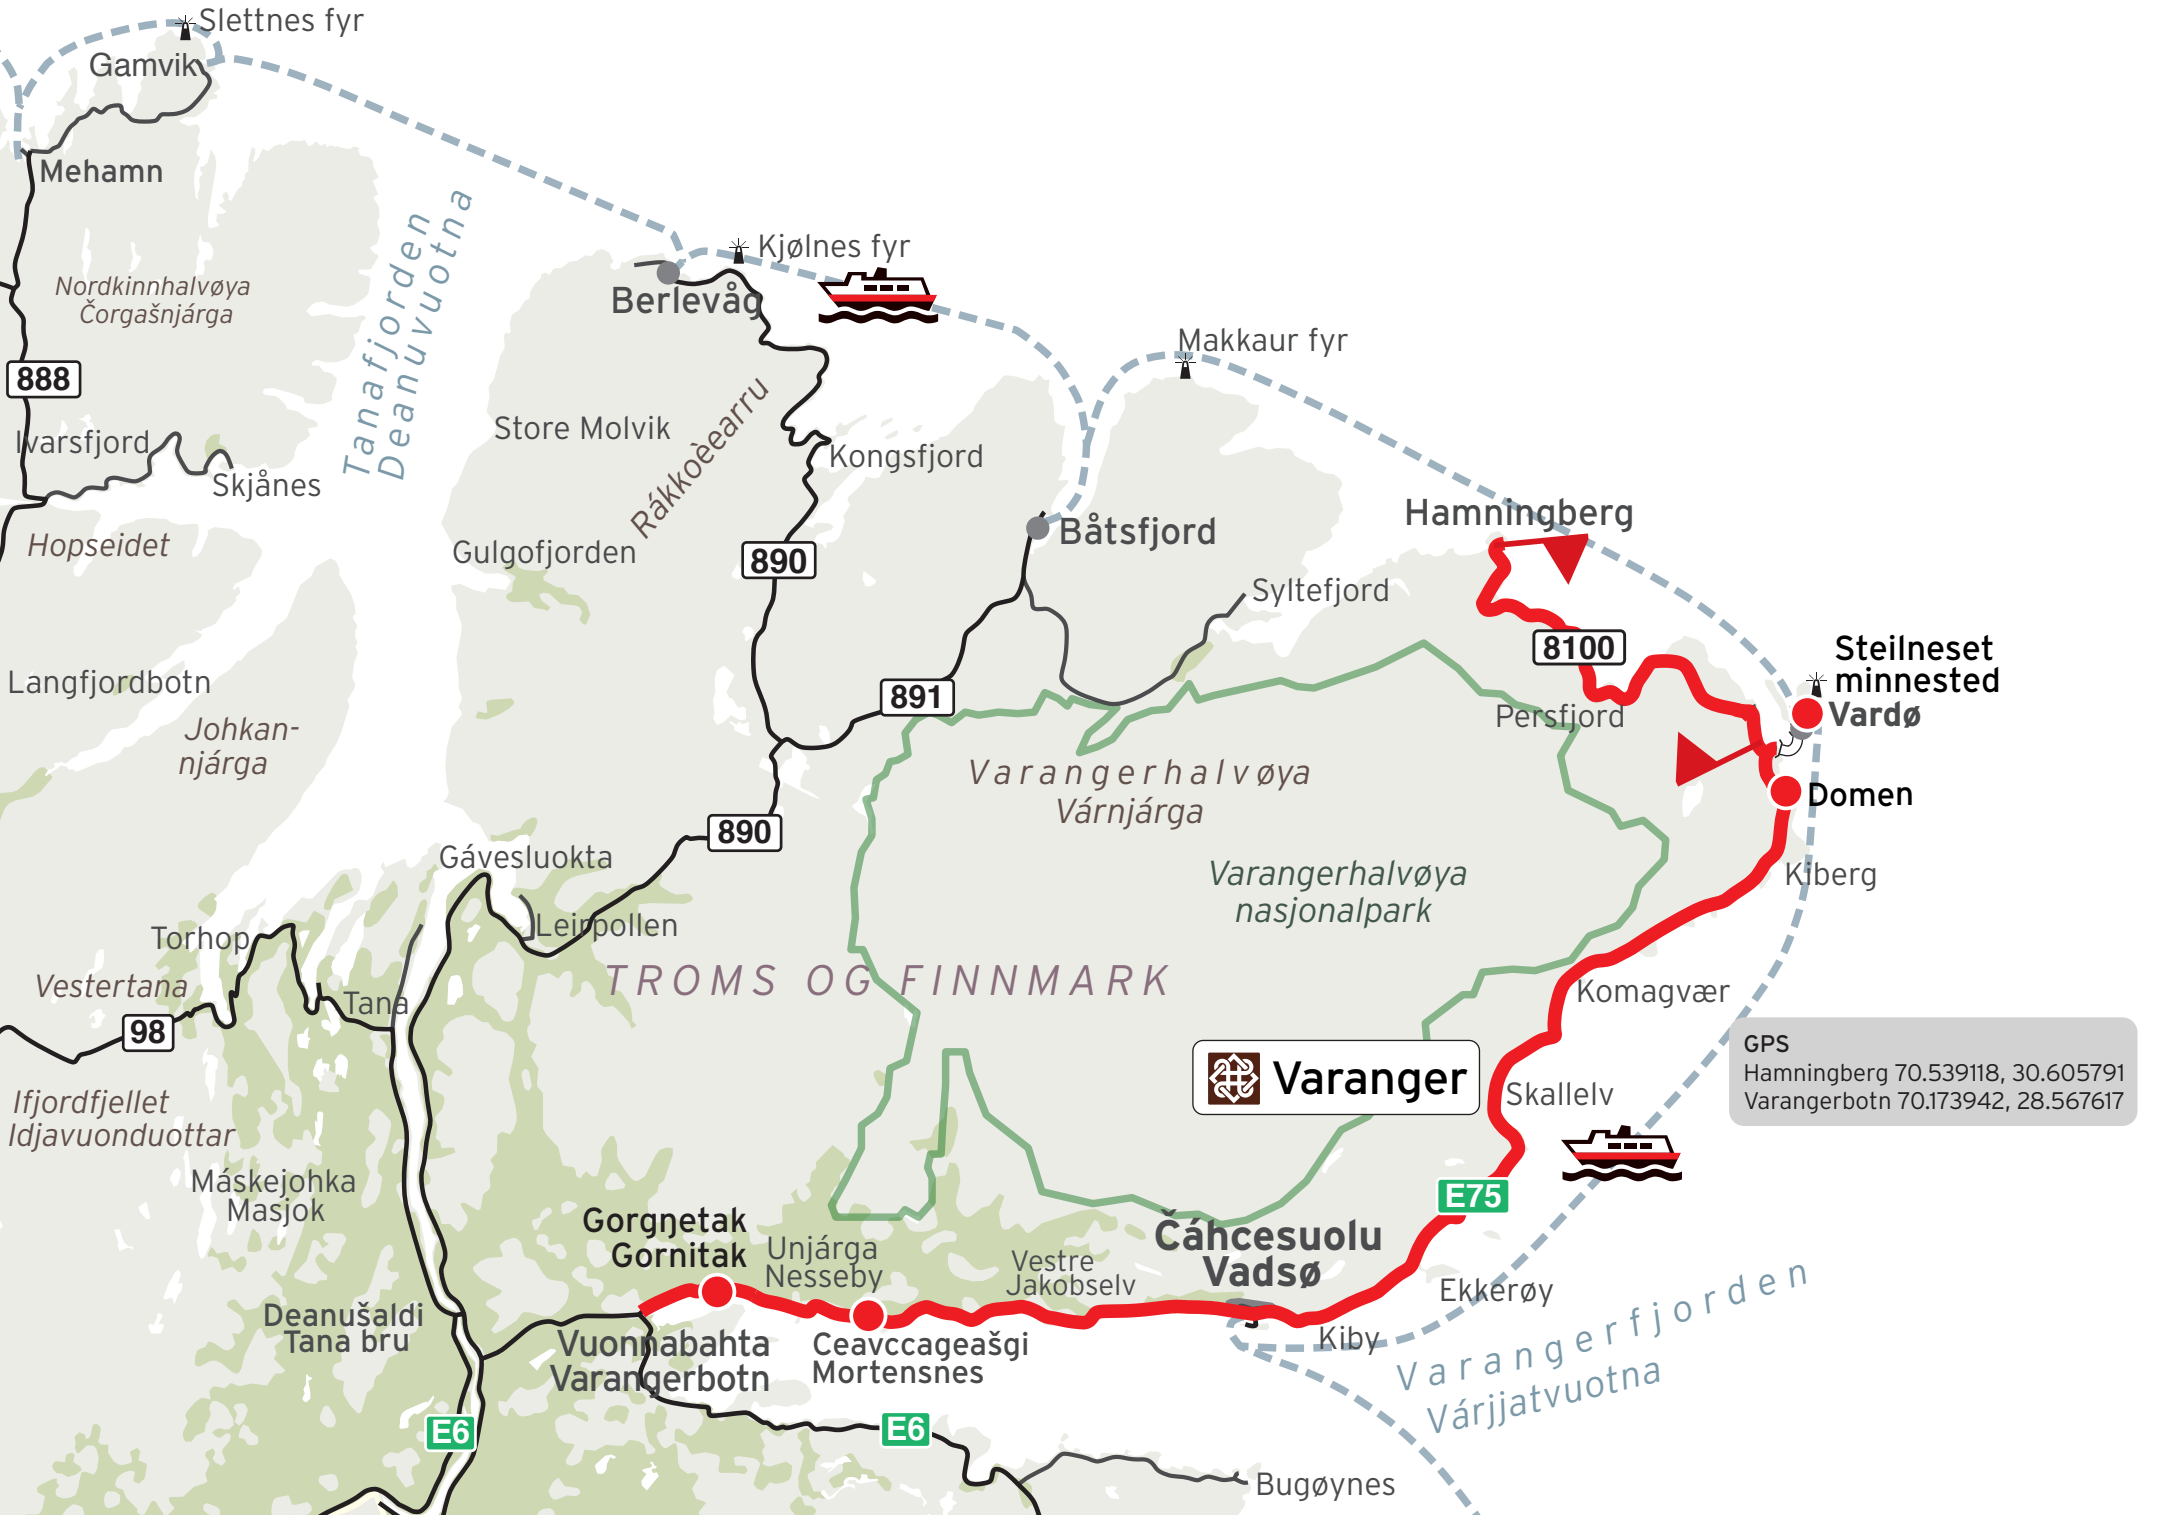 Slettnes fyr
Gamvik
Mehamn
Nordkinnhalvøya
Čorgašnjárga
Tanafjorden
Deanuvuotna
888
Ivarsfjord
Skjånes
Hopseidet
Langfjordbotn
Johkan-
njárga
Kjølnes fyr
Berlevåg
Store Molvik
Rákkoèearru
Kongsfjord
Gulgofjorden
890
Makkaur fyr
Båtsfjord
Syltefjord
891
Hamningberg
8100
Persfjord
Steilneset
minnested
Vardø
Domen
Kiberg
Varangerhalvøya
Várnjárga
Varangerhalvøya
nasjonalpark
890
Gávesluokta
Leirpollen
Torhop
Vestertana
Tana
98
TROMS OG FINNMARK
Komagvær
GPS
Hamningberg 70.539118, 30.605791
Varangerbotn 70.173942, 28.567617
Varanger
Skallelv
Ifjordfjellet
Idjavuonduottar
Máskejohka
Masjok
E75
Gorgŋetak
Gornitak
Unjárga
Nesseby
Vestre
Jakobselv
Čáhcesuolu
Vadsø
Ekkerøy
Kiby
Deanušaldi
Tana bru
Vuonnabahta
Varangerbotn
Ceavccageašgi
Mortensnes
Varangerfjorden
Várjjatvuotna
E6
E6
Bugøynes